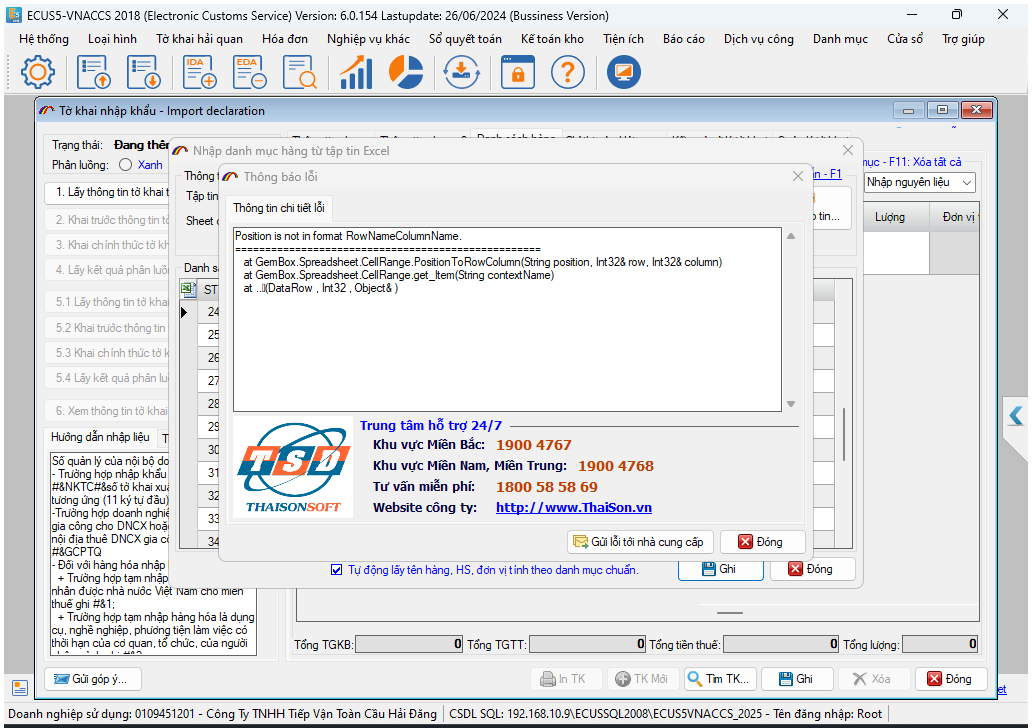 ECUS5-VNACCS 2018 (Electronic Customs Service) Version: 6.0.154 Lastupdate: 26/06/2024 (Bussiness Version)
Hệ thống Loại hình Tờ khai hải quan Hóa đơn Nghiệp vụ khác Sổ quyết toán Kế toán kho Tiện ích Báo cáo Dịch vụ công Danh mục Cửa sổ Trợ giúp
IDA EDA
Tờ khai nhập khẩu - Import declaration
Trạng thái: Đang thêm
Phân luồng: Xanh
mục - F11: Xóa tất cả
Nhập nguyên liệu
Lượng Đơn vị
1. Lấy thông tin tờ khai t
2. Khai trước thông tin tờ
3. Khai chính thức tờ kh
4. Lấy kết quả phân luồn
5.1 Lấy thông tin tờ khai
5.2 Khai trước thông tin
5.3 Khai chính thức tờ k
5.4 Lấy kết quả phân luồ
6. Xem thông tin tờ khai
Hướng dẫn nhập liệu T
Số quản lý của nội bộ do
- Trường hợp nhập khẩu
#&NKTC#&số tờ khai xuấ
tương ứng (11 ký tự đầu)
-Trường hợp doanh nghiệ
gia công cho DNCX hoặc
nội địa thuê DNCX gia cô
#&GCPTQ
- Đối với hàng hóa nhập
+ Trường hợp tạm nhập
nhân được nhà nước Việt Nam cho miễn
thuế ghi #&1;
+ Trường hợp tạm nhập hàng hóa là dụng
cụ, nghề nghiệp, phương tiện làm việc có
thời hạn của cơ quan, tổ chức, của người
Nhập danh mục hàng từ tập tin Excel
Thông t
Tập tin
Sheet
n - F1
p tin...
Danh sá
ST
24
25
26
27
28
29
30
31
32
33
34
Thông báo lỗi
Thông tin chi tiết lỗi
Position is not in format RowNameColumnName.
==================================================
at GemBox.Spreadsheet.CellRange.PositionToRowColumn(String position, Int32& row, Int32& column)
at GemBox.Spreadsheet.CellRange.get_Item(String contextName)
at ..(DataRow , Int32 , Object& )
TSD
THAISONSOFT
Trung tâm hỗ trợ 24/7
Khu vực Miền Bắc: 1900 4767
Khu vực Miền Nam, Miền Trung: 1900 4768
Tư vấn miễn phí: 1800 58 58 69
Website công ty: http://www.ThaiSon.vn
Gửi lỗi tới nhà cung cấp Đóng
Tự động lấy tên hàng, HS, đơn vị tính theo danh mục chuẩn. Ghi Đóng
Tổng TGKB: 0 Tổng TGTT: 0 Tổng tiền thuế: 0 Tổng lượng: 0
Gửi góp ý... In TK TK Mới Tìm TK... Ghi Xóa Đóng
et
Doanh nghiệp sử dụng: 0109451201 - Công Ty TNHH Tiếp Vận Toàn Cầu Hải Đăng CSDL SQL: 192.168.10.9\ECUSSQL2008\ECUS5VNACCS_2025 - Tên đăng nhập: Root